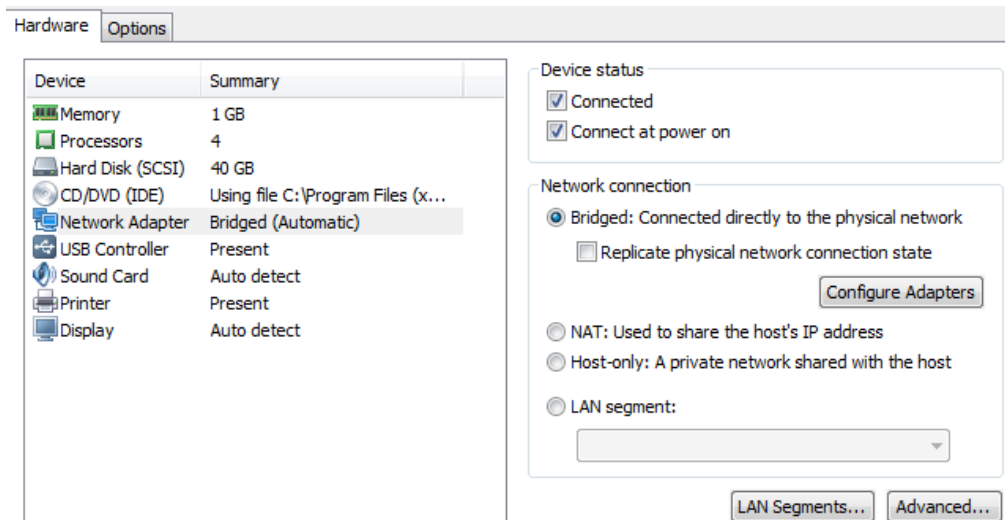 Hardware Options
Device Summary
Memory 1 GB
Processors 4
Hard Disk (SCSI) 40 GB
CD/DVD (IDE) Using file C:\Program Files (x...
Network Adapter Bridged (Automatic)
USB Controller Present
Sound Card Auto detect
Printer Present
Display Auto detect
Device status
Connected
Connect at power on
Network connection
Bridged: Connected directly to the physical network
Replicate physical network connection state
Configure Adapters
NAT: Used to share the host's IP address
Host-only: A private network shared with the host
LAN segment:
LAN Segments... Advanced...